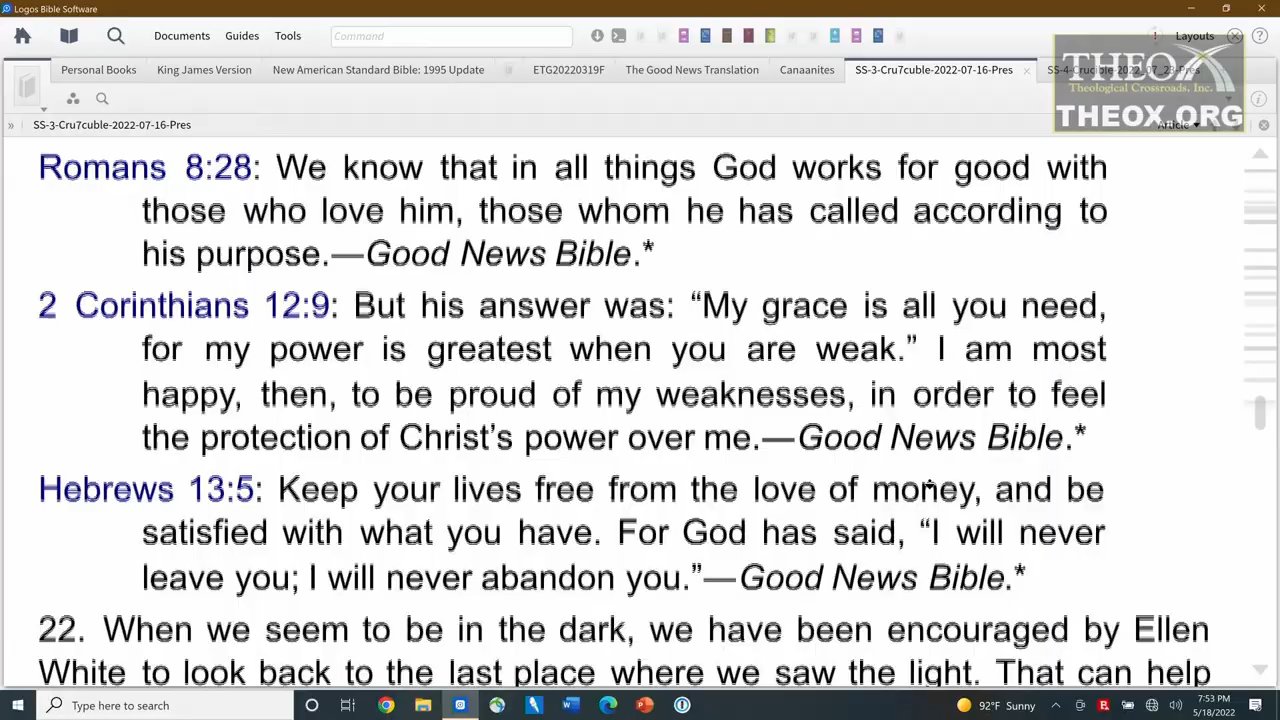 Logos Bible Software
Documents Guides Tools Command Layouts
Personal Books King James Version New American St Update ETG20220319F The Good News Translation Canaanites SS-3-Cru7cuble-2022-07-16-Pres SS-4-Crucible-2022_07_23-Pres
THEOX
Theological Crossroads, Inc.
THEOX.ORG
SS-3-Cru7cuble-2022-07-16-Pres Article
Romans 8:28: We know that in all things God works for good with
those who love him, those whom he has called according to
his purpose.—Good News Bible.*
2 Corinthians 12:9: But his answer was: “My grace is all you need,
for my power is greatest when you are weak.” I am most
happy, then, to be proud of my weaknesses, in order to feel
the protection of Christ’s power over me.—Good News Bible.*
Hebrews 13:5: Keep your lives free from the love of money, and be
satisfied with what you have. For God has said, “I will never
leave you; I will never abandon you.”—Good News Bible.*
22. When we seem to be in the dark, we have been encouraged by Ellen
White to look back to the last place where we saw the light. That can help
Type here to search
92°F Sunny
7:53 PM
5/18/2022